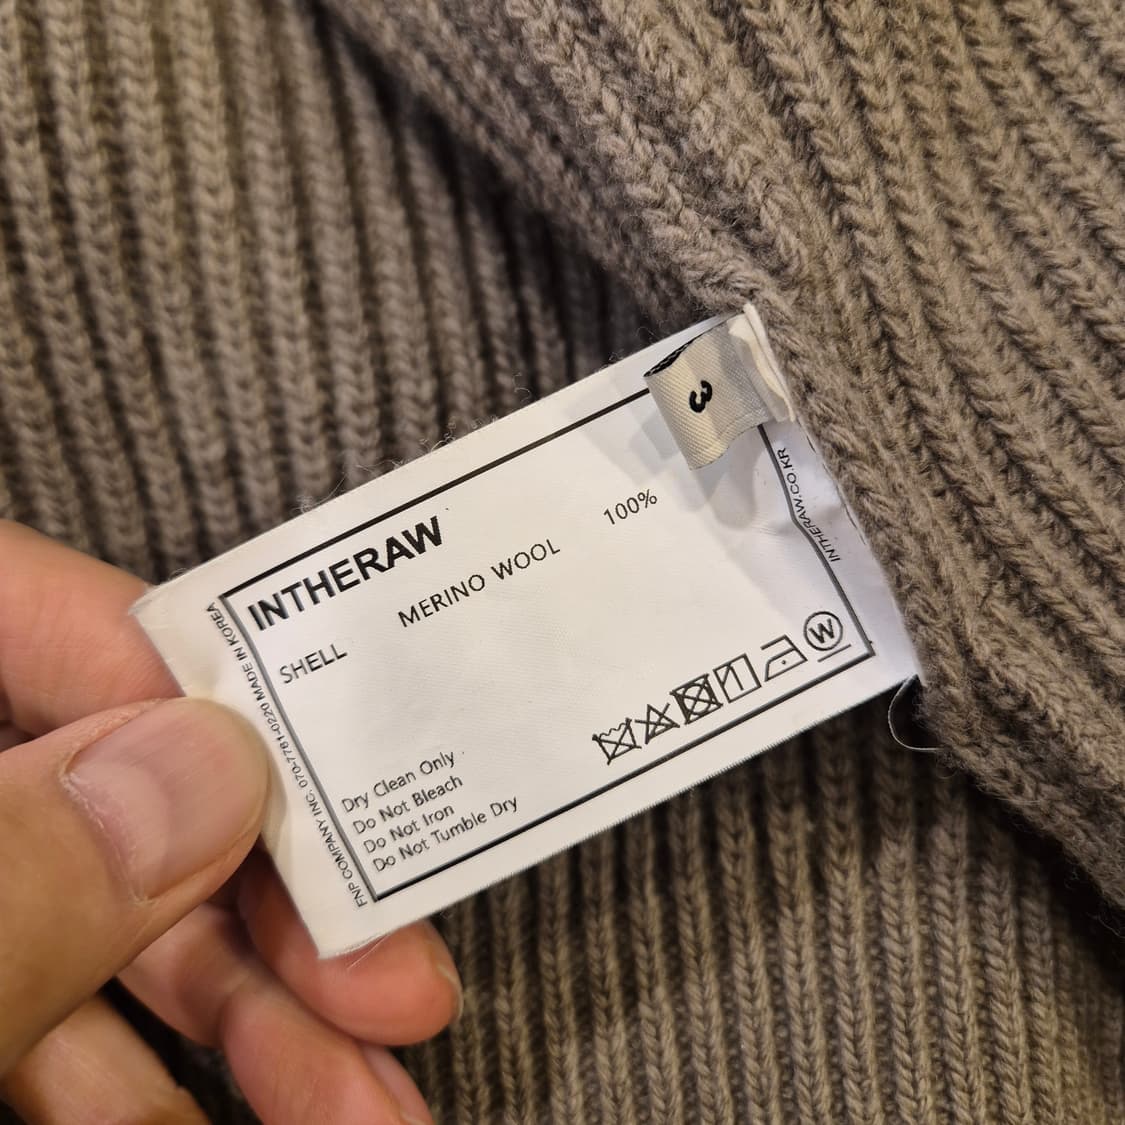 3
INTHERAW
SHELL MERINO WOOL 100%
Dry Clean Only
Do Not Bleach
Do Not Iron
Do Not Tumble Dry
W
FNP COMPANY INC. 070-7781-0220 MADE IN KOREA
INTHERAW.CO.KR